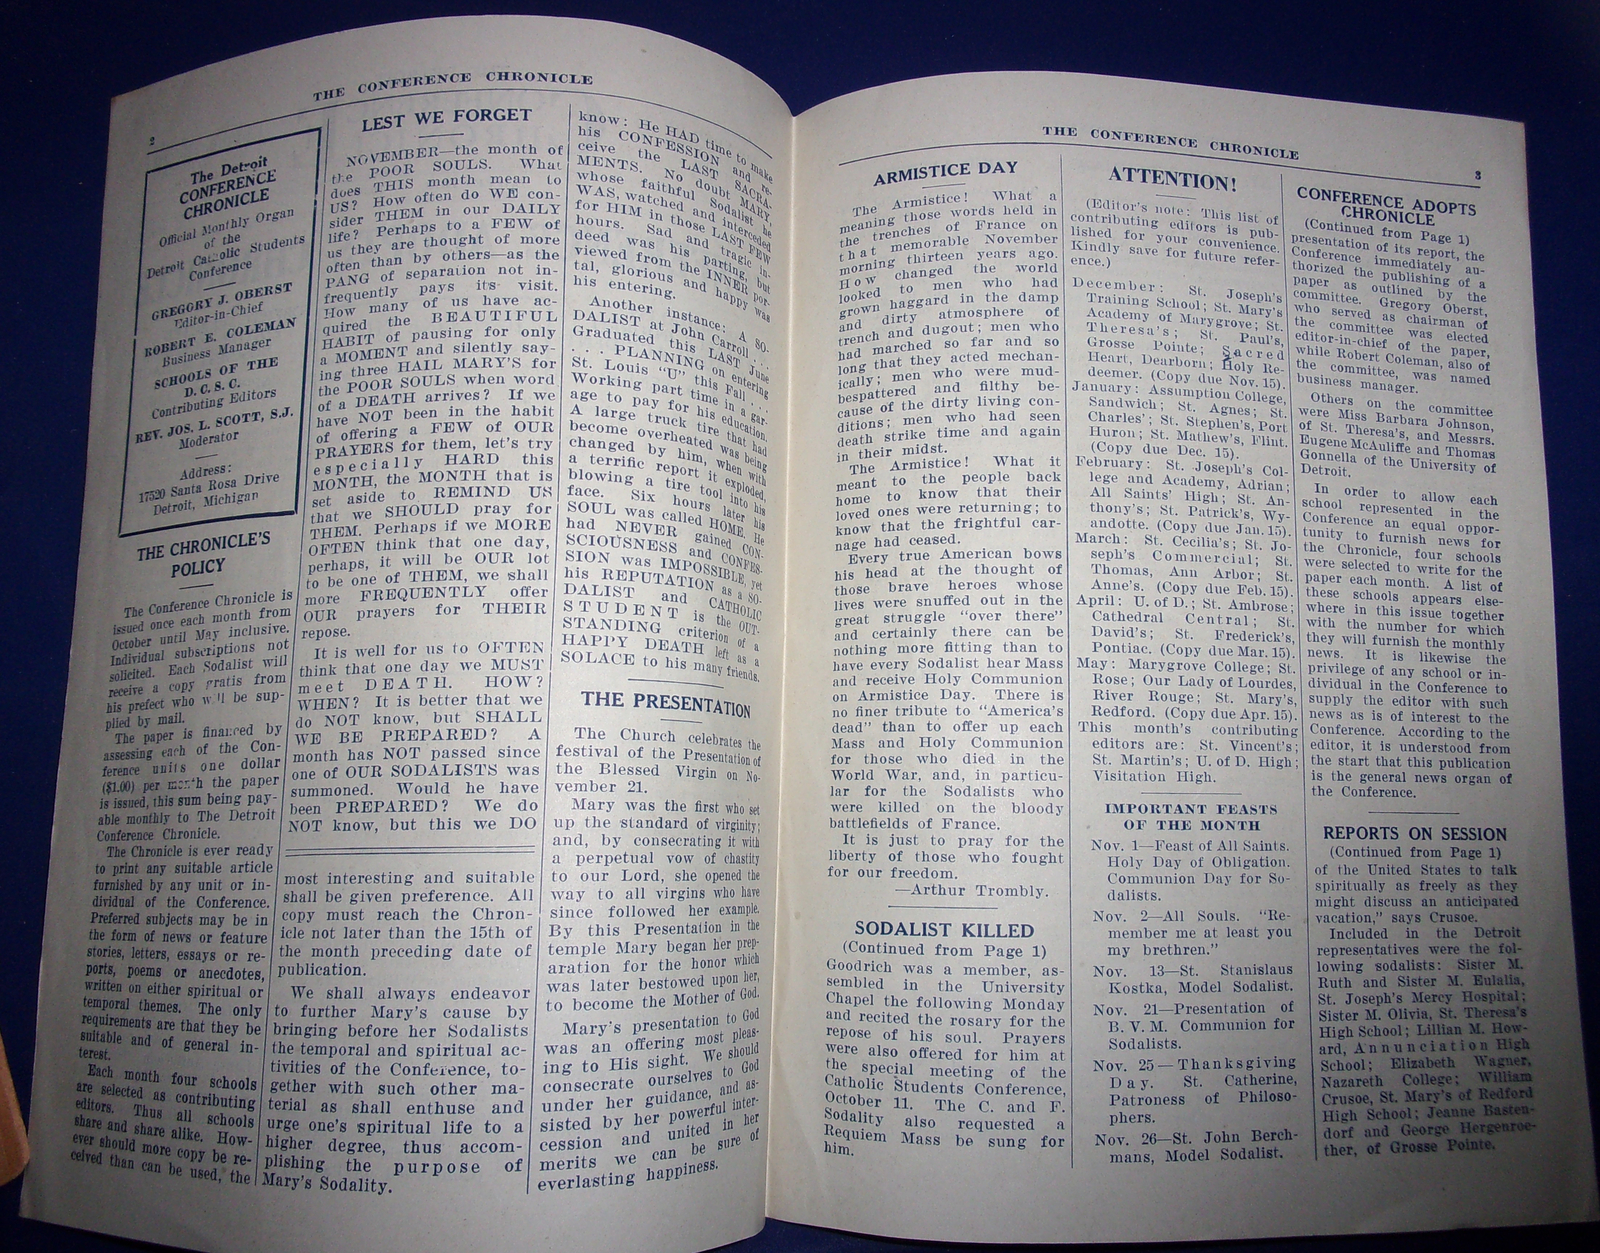 THE CONFERENCE CHRONICLE
2
The Detroit
CONFERENCE
CHRONICLE
Official Monthly Organ
of the
Detroit Catholic Students
Conference
GREGORY J. OBERST
Editor-in-Chief
ROBERT E. COLEMAN
Business Manager
SCHOOLS OF THE
D. C. S. C.
Contributing Editors
REV. JOS. L. SCOTT, S.J.
Moderator
Address:
17520 Santa Rosa Drive
Detroit, Michigan
THE CHRONICLE'S
POLICY
The Conference Chronicle is
issued once each month from
October until May inclusive.
Individual subscriptions not
solicited. Each Sodalist will
receive a copy gratis from
his prefect who will be sup-
plied by mail.
The paper is financed by
assessing each of the Con-
ference units one dollar
($1.00) per month the paper
is issued, this sum being pay-
able monthly to The Detroit
Conference Chronicle.
The Chronicle is ever ready
to print any suitable article
furnished by any unit or in-
dividual of the Conference.
Preferred subjects may be in
the form of news or feature
stories, letters, essays or re-
ports, poems or anecdotes,
written on either spiritual or
temporal themes. The only
requirements are that they be
suitable and of general in-
terest.
Each month four schools
are selected as contributing
editors. Thus all schools
share and share alike. How-
ever should more copy be re-
ceived than can be used, the
LEST WE FORGET
NOVEMBER—the month of
the POOR SOULS. What
does THIS month mean to
US? How often do WE con-
sider THEM in our DAILY
life? Perhaps to a FEW of
us they are thought of more
often than by others—as the
PANG of separation not in-
frequently pays its visit.
How many of us have ac-
quired the BEAUTIFUL
HABIT of pausing for only
a MOMENT and silently say-
ing three HAIL MARY'S for
the POOR SOULS when word
of a DEATH arrives? If we
have NOT been in the habit
of offering a FEW of OUR
PRAYERS for them, let's try
especially HARD this
MONTH, the MONTH that is
set aside to REMIND US
that we SHOULD pray for
THEM. Perhaps if we MORE
OFTEN think that one day,
perhaps, it will be OUR lot
to be one of THEM, we shall
more FREQUENTLY offer
OUR prayers for THEIR
repose.
It is well for us to OFTEN
think that one day we MUST
meet DEATH. HOW?
WHEN? It is better that we
do NOT know, but SHALL
WE BE PREPARED? A
month has NOT passed since
one of OUR SODALISTS was
summoned. Would he have
been PREPARED? We do
NOT know, but this we DO
most interesting and suitable
shall be given preference. All
copy must reach the Chron-
icle not later than the 15th of
the month preceding date of
publication.
We shall always endeavor
to further Mary's cause by
bringing before her Sodalists
the temporal and spiritual ac-
tivities of the Conference, to-
gether with such other ma-
terial as shall enthuse and
urge one's spiritual life to a
higher degree, thus accom-
plishing the purpose of
Mary's Sodality.
know: He HAD time to make
his CONFESSION and re-
ceive the LAST SACRA-
MENTS. No doubt MARY
whose faithful Sodalist he
WAS, watched and interceded
for HIM in those LAST FEW
hours. Sad and tragic in-
deed was his parting, but
viewed from the INNER por-
tal, glorious and happy was
his entering.
Another instance: A SO-
DALIST at John Carroll . . .
Graduated this LAST June
. . . PLANNING on entering
St. Louis "U" this Fall . . .
Working part time in a gar-
age to pay for his education.
A large truck tire that had
become overheated was being
changed by him, when with
a terrific report it exploded,
blowing a tire tool into his
face. Six hours later his
SOUL was called HOME. He
had NEVER gained CON-
SCIOUSNESS and CONFES-
SION was IMPOSSIBLE, yet
his REPUTATION as a SO-
DALIST and CATHOLIC
STUDENT is the OUT-
STANDING criterion of a
HAPPY DEATH left as a
SOLACE to his many friends.
THE PRESENTATION
The Church celebrates the
festival of the Presentation of
the Blessed Virgin on No-
vember 21.
Mary was the first who set
up the standard of virginity;
and, by consecrating it with
a perpetual vow of chastity
to our Lord, she opened the
way to all virgins who have
since followed her example.
By this Presentation in the
temple Mary began her prep-
aration for the honor which
was later bestowed upon her,
to become the Mother of God.
Mary's presentation to God
was an offering most pleas-
ing to His sight. We should
consecrate ourselves to God
under her guidance, and as-
sisted by her powerful inter-
cession and united in her
merits we can be sure of
everlasting happiness.
THE CONFERENCE CHRONICLE
3
ARMISTICE DAY
The Armistice! What a
meaning those words held in
the trenches of France on
that memorable November
morning thirteen years ago.
How changed the world
looked to men who had
grown haggard in the damp
and dirty atmosphere of
trench and dugout; men who
had marched so far and so
long that they acted mechan-
ically; men who were mud-
bespattered and filthy be-
cause of the dirty living con-
ditions; men who had seen
death strike time and again
in their midst.
The Armistice! What it
meant to the people back
home to know that their
loved ones were returning; to
know that the frightful car-
nage had ceased.
Every true American bows
his head at the thought of
those brave heroes whose
lives were snuffed out in the
great struggle "over there"
and certainly there can be
nothing more fitting than to
have every Sodalist hear Mass
and receive Holy Communion
on Armistice Day. There is
no finer tribute to "America's
dead" than to offer up each
Mass and Holy Communion
for those who died in the
World War, and, in particu-
lar for the Sodalists who
were killed on the bloody
battlefields of France.
It is just to pray for the
liberty of those who fought
for our freedom.
—Arthur Trombly.
SODALIST KILLED
(Continued from Page 1)
Goodrich was a member, as-
sembled in the University
Chapel the following Monday
and recited the rosary for the
repose of his soul. Prayers
were also offered for him at
the special meeting of the
Catholic Students Conference,
October 11. The C. and F.
Sodality also requested a
Requiem Mass be sung for
him.
ATTENTION!
(Editor's note: This list of
contributing editors is pub-
lished for your convenience.
Kindly save for future refer-
ence.)
December: St. Joseph's
Training School; St. Mary's
Academy of Marygrove; St.
Theresa's; St. Paul's,
Grosse Pointe; Sacred
Heart, Dearborn; Holy Re-
deemer. (Copy due Nov. 15).
January: Assumption College,
Sandwich; St. Agnes; St.
Charles'; St. Stephen's, Port
Huron; St. Mathew's, Flint.
(Copy due Dec. 15).
February: St. Joseph's Col-
lege and Academy, Adrian;
All Saints' High; St. An-
thony's; St. Patrick's, Wy-
andotte. (Copy due Jan. 15).
March: St. Cecilia's; St. Jo-
seph's Commercial; St.
Thomas, Ann Arbor; St.
Anne's. (Copy due Feb. 15).
April: U. of D.; St. Ambrose;
Cathedral Central; St.
David's; St. Frederick's,
Pontiac. (Copy due Mar. 15).
May: Marygrove College; St.
Rose; Our Lady of Lourdes,
River Rouge; St. Mary's,
Redford. (Copy due Apr. 15).
This month's contributing
editors are: St. Vincent's;
St. Martin's; U. of D. High;
Visitation High.
IMPORTANT FEASTS
OF THE MONTH
Nov. 1—Feast of All Saints.
Holy Day of Obligation.
Communion Day for So-
dalists.
Nov. 2—All Souls. "Re-
member me at least you
my brethren."
Nov. 13—St. Stanislaus
Kostka, Model Sodalist.
Nov. 21—Presentation of
B. V. M. Communion for
Sodalists.
Nov. 25—Thanksgiving
Day. St. Catherine,
Patroness of Philoso-
phers.
Nov. 26—St. John Berch-
mans, Model Sodalist.
CONFERENCE ADOPTS
CHRONICLE
(Continued from Page 1)
presentation of its report, the
Conference immediately au-
thorized the publishing of a
paper as outlined by the
committee. Gregory Oberst,
who served as chairman of
the committee was elected
editor-in-chief of the paper,
while Robert Coleman, also of
the committee, was named
business manager.
Others on the committee
were Miss Barbara Johnson,
of St. Theresa's, and Messrs.
Eugene McAuliffe and Thomas
Gonnella of the University of
Detroit.
In order to allow each
school represented in the
Conference an equal oppor-
tunity to furnish news for
the Chronicle, four schools
were selected to write for the
paper each month. A list of
these schools appears else-
where in this issue together
with the number for which
they will furnish the monthly
news. It is likewise the
privilege of any school or in-
dividual in the Conference to
supply the editor with such
news as is of interest to the
Conference. According to the
editor, it is understood from
the start that this publication
is the general news organ of
the Conference.
REPORTS ON SESSION
(Continued from Page 1)
of the United States to talk
spiritually as freely as they
might discuss an anticipated
vacation," says Crusoe.
Included in the Detroit
representatives were the fol-
lowing sodalists: Sister M.
Ruth and Sister M. Eulalia,
St. Joseph's Mercy Hospital;
Sister M. Olivia, St. Theresa's
High School; Lillian M. How-
ard, Annunciation High
School; Elizabeth Wagner,
Nazareth College; William
Crusoe, St. Mary's of Redford
High School; Jeanne Basten-
dorf and George Hergenroe-
ther, of Grosse Pointe.